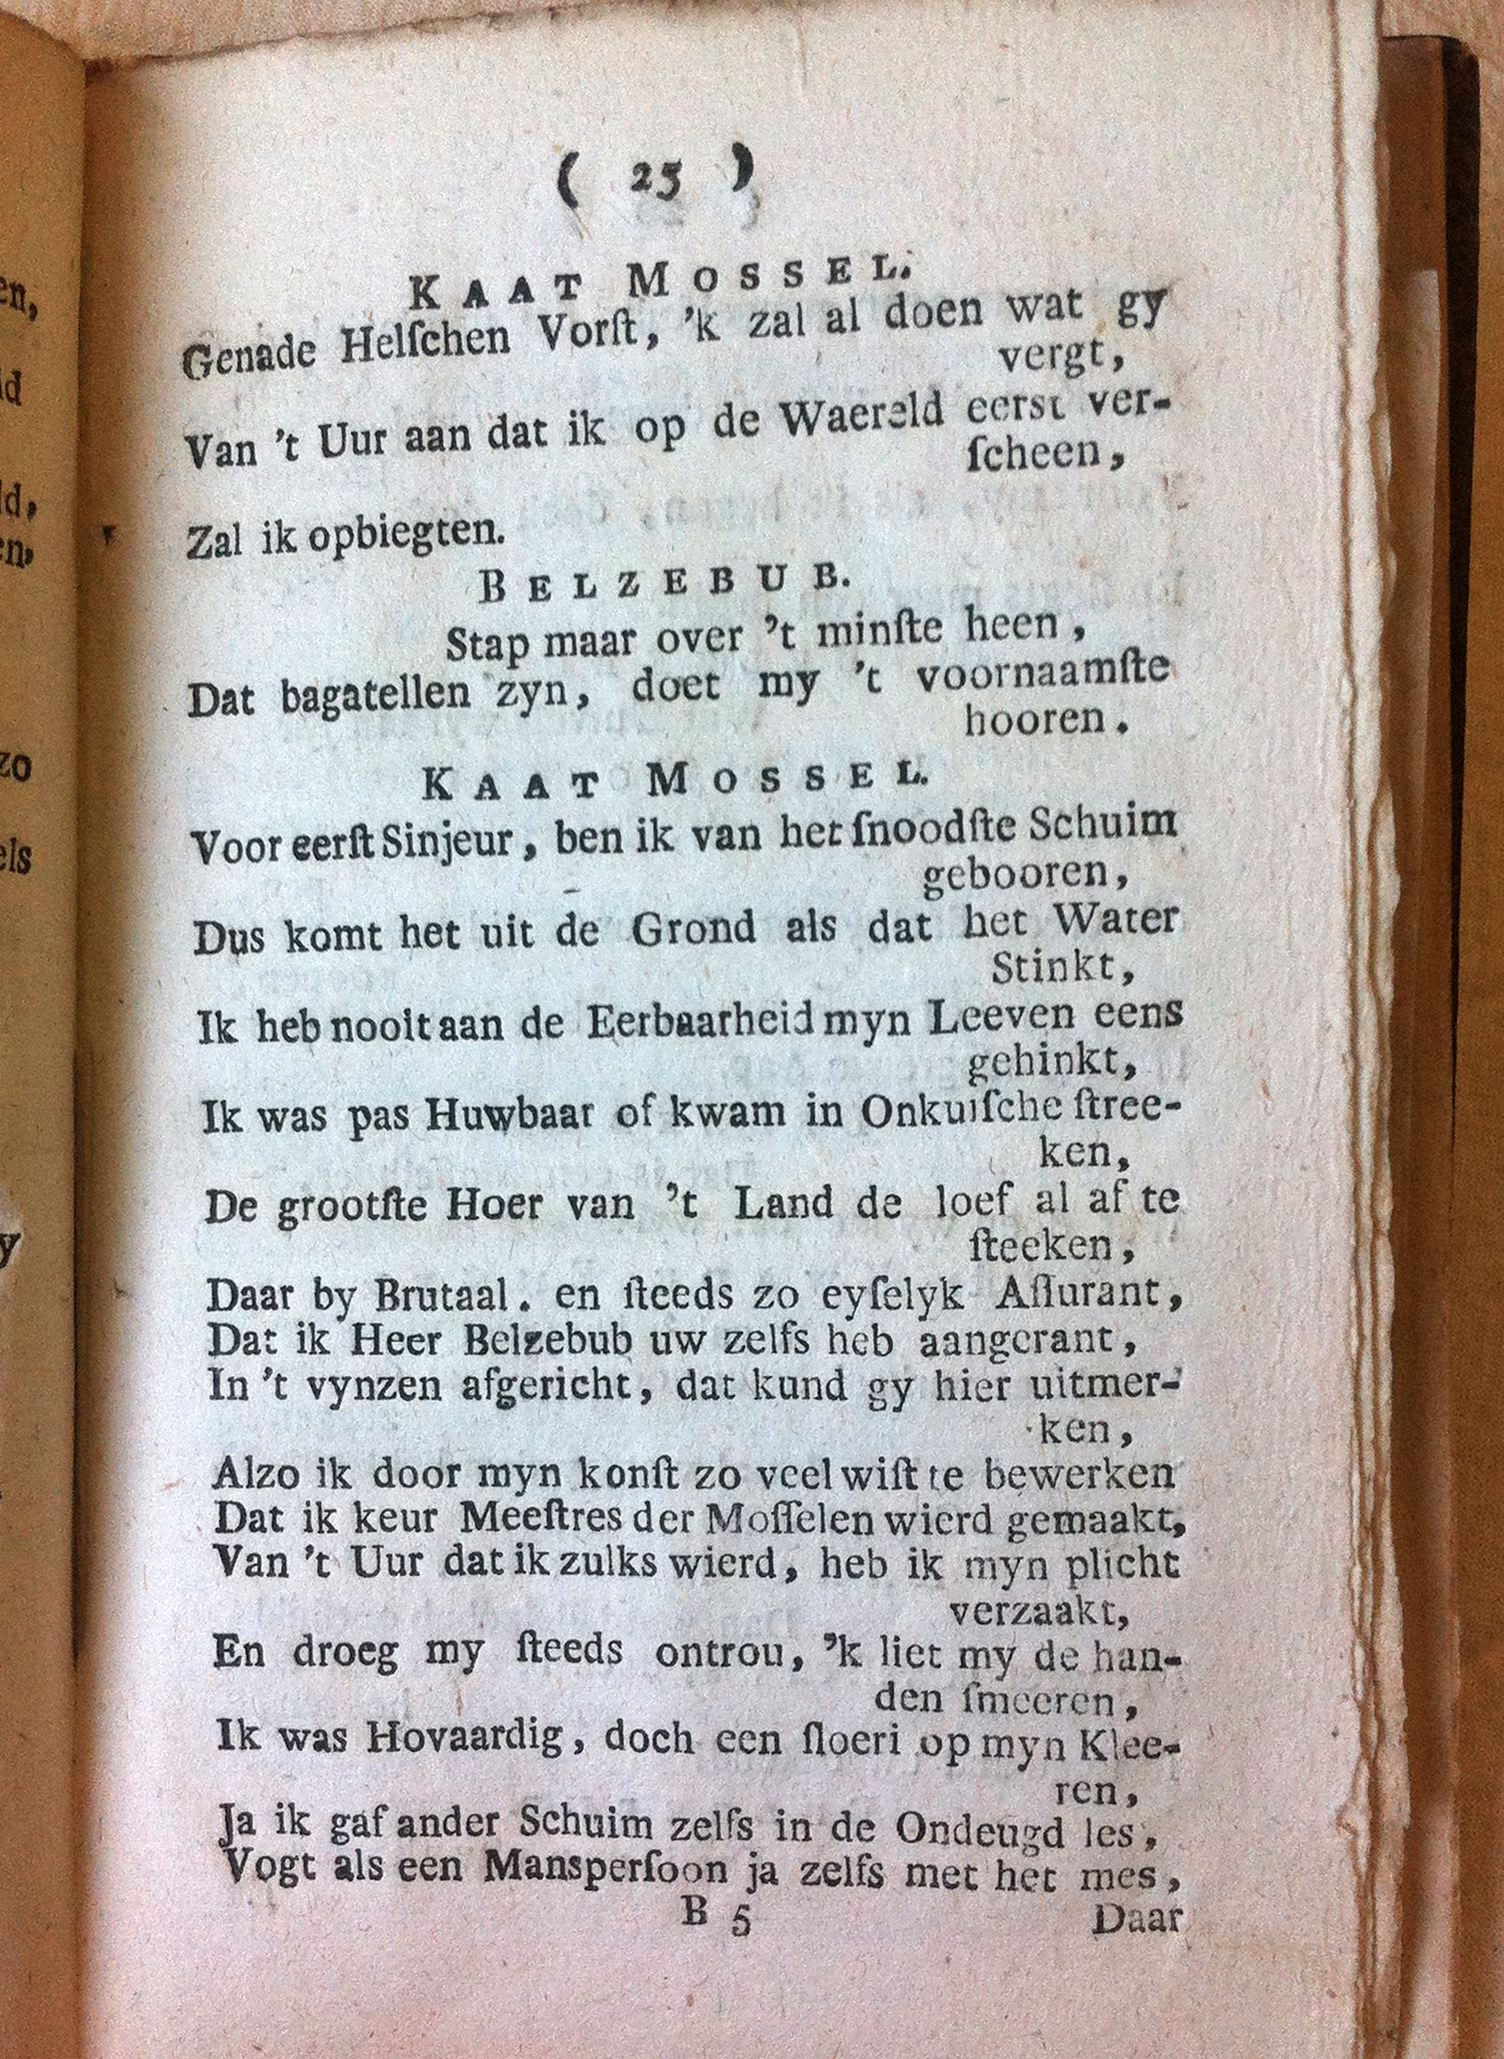 ( 25 )
KAAT MOSSEL.
Genade Helſchen Vorſt, 'k zal al doen wat gy
vergt,
Van 't Uur aan dat ik op de Waereld eerst ver-
ſcheen,
Zal ik opbiegten.
BELZEBUB.
Stap maar over 't minſte heen,
Dat bagatellen zyn, doet my 't voornaamſte
hooren.
KAAT MOSSEL.
Voor eerſt Sinjeur, ben ik van het ſnoodſte Schuim
gebooren,
Dus komt het uit de Grond als dat het Water
Stinkt,
Ik heb nooit aan de Eerbaarheid myn Leeven eens
gehinkt,
Ik was pas Huwbaar of kwam in Onkuiſche ſtree-
ken,
De grootſte Hoer van 't Land de loef al af te
ſteeken,
Daar by Brutaal. en ſteeds zo eyſelyk Aſſurant,
Dat ik Heer Belzebub uw zelfs heb aangerant,
In 't vynzen afgericht, dat kund gy hier uitmer-
ken,
Alzo ik door myn konſt zo veel wiſt te bewerken
Dat ik keur Meeſtres der Moſſelen wierd gemaakt,
Van 't Uur dat ik zulks wierd, heb ik myn plicht
verzaakt,
En droeg my ſteeds ontrou, 'k liet my de han-
den ſmeeren,
Ik was Hovaardig, doch een ſloeri op myn Klee-
ren,
Ja ik gaf ander Schuim zelfs in de Ondeugd les,
Vogt als een Mansperſoon ja zelfs met het mes,
B 5 Daar
en,
ld,
en,
zo
els
y